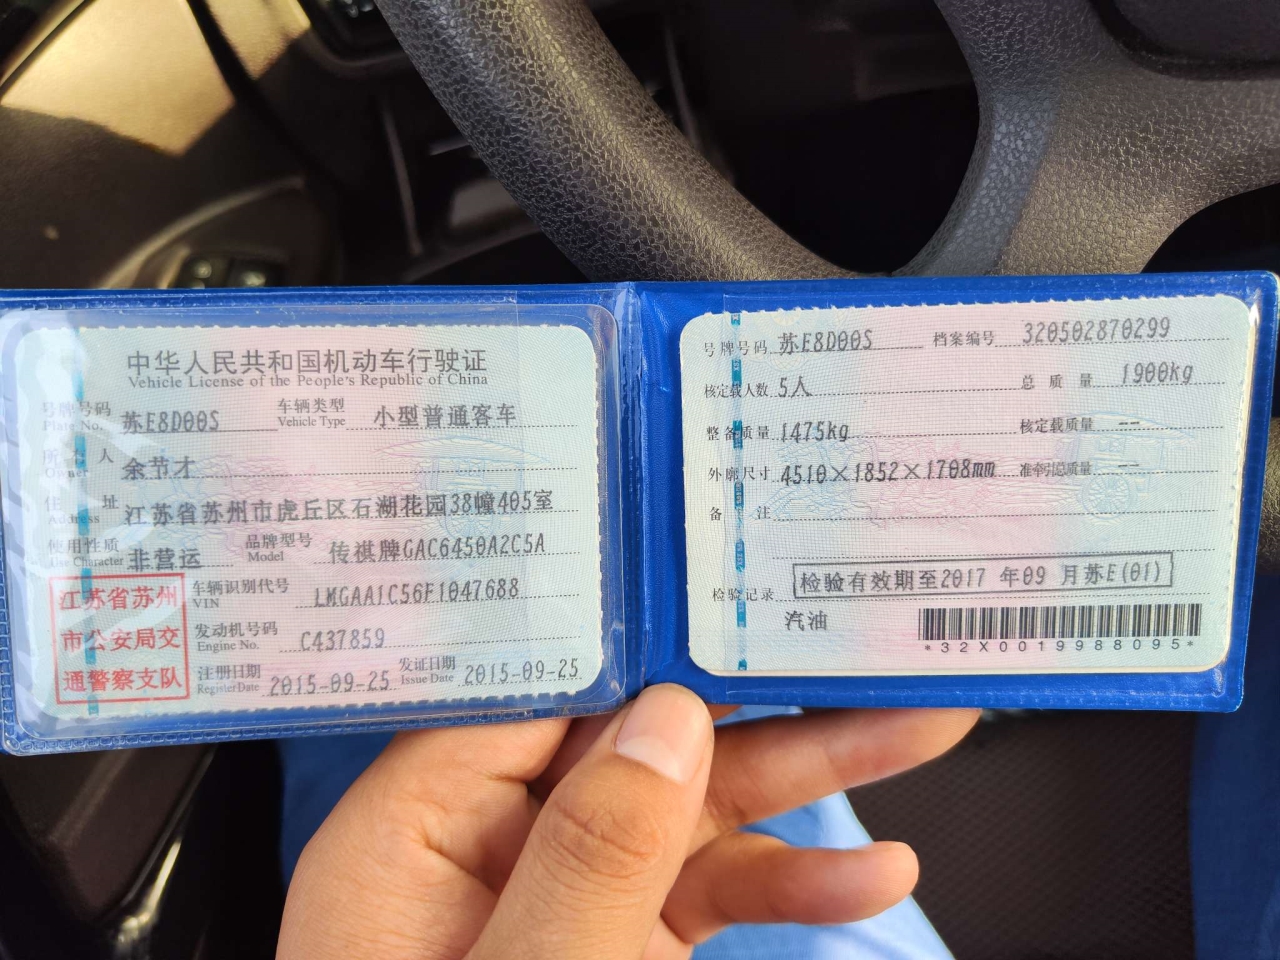 中华人民共和国机动车行驶证
Vehicle License of the People's Republic of China
号牌号码 苏E8D00S 车辆类型 小型普通客车
Plate No. Vehicle Type
所有人 余节才
Owner
住址 江苏省苏州市虎丘区石湖花园38幢405室
Address
使用性质 非营运 品牌型号 传祺牌GAC6450A2C5A
Use Character Model
江苏省苏州
市公安局交
通警察支队
车辆识别代号 LMGAA1C56F1047688
VIN
发动机号码 C437859
Engine No.
注册日期 2015-09-25 发证日期 2015-09-25
Register Date Issue Date
号牌号码 苏E8D00S 档案编号 320502870299
核定载人数 5人 总质量 1900kg
整备质量 1475kg 核定载质量 --
外廓尺寸 4510×1852×1708mm 准牵引总质量 --
备注
检验记录 检验有效期至2017 年09 月苏E(01)
汽油
*32X0019988095*